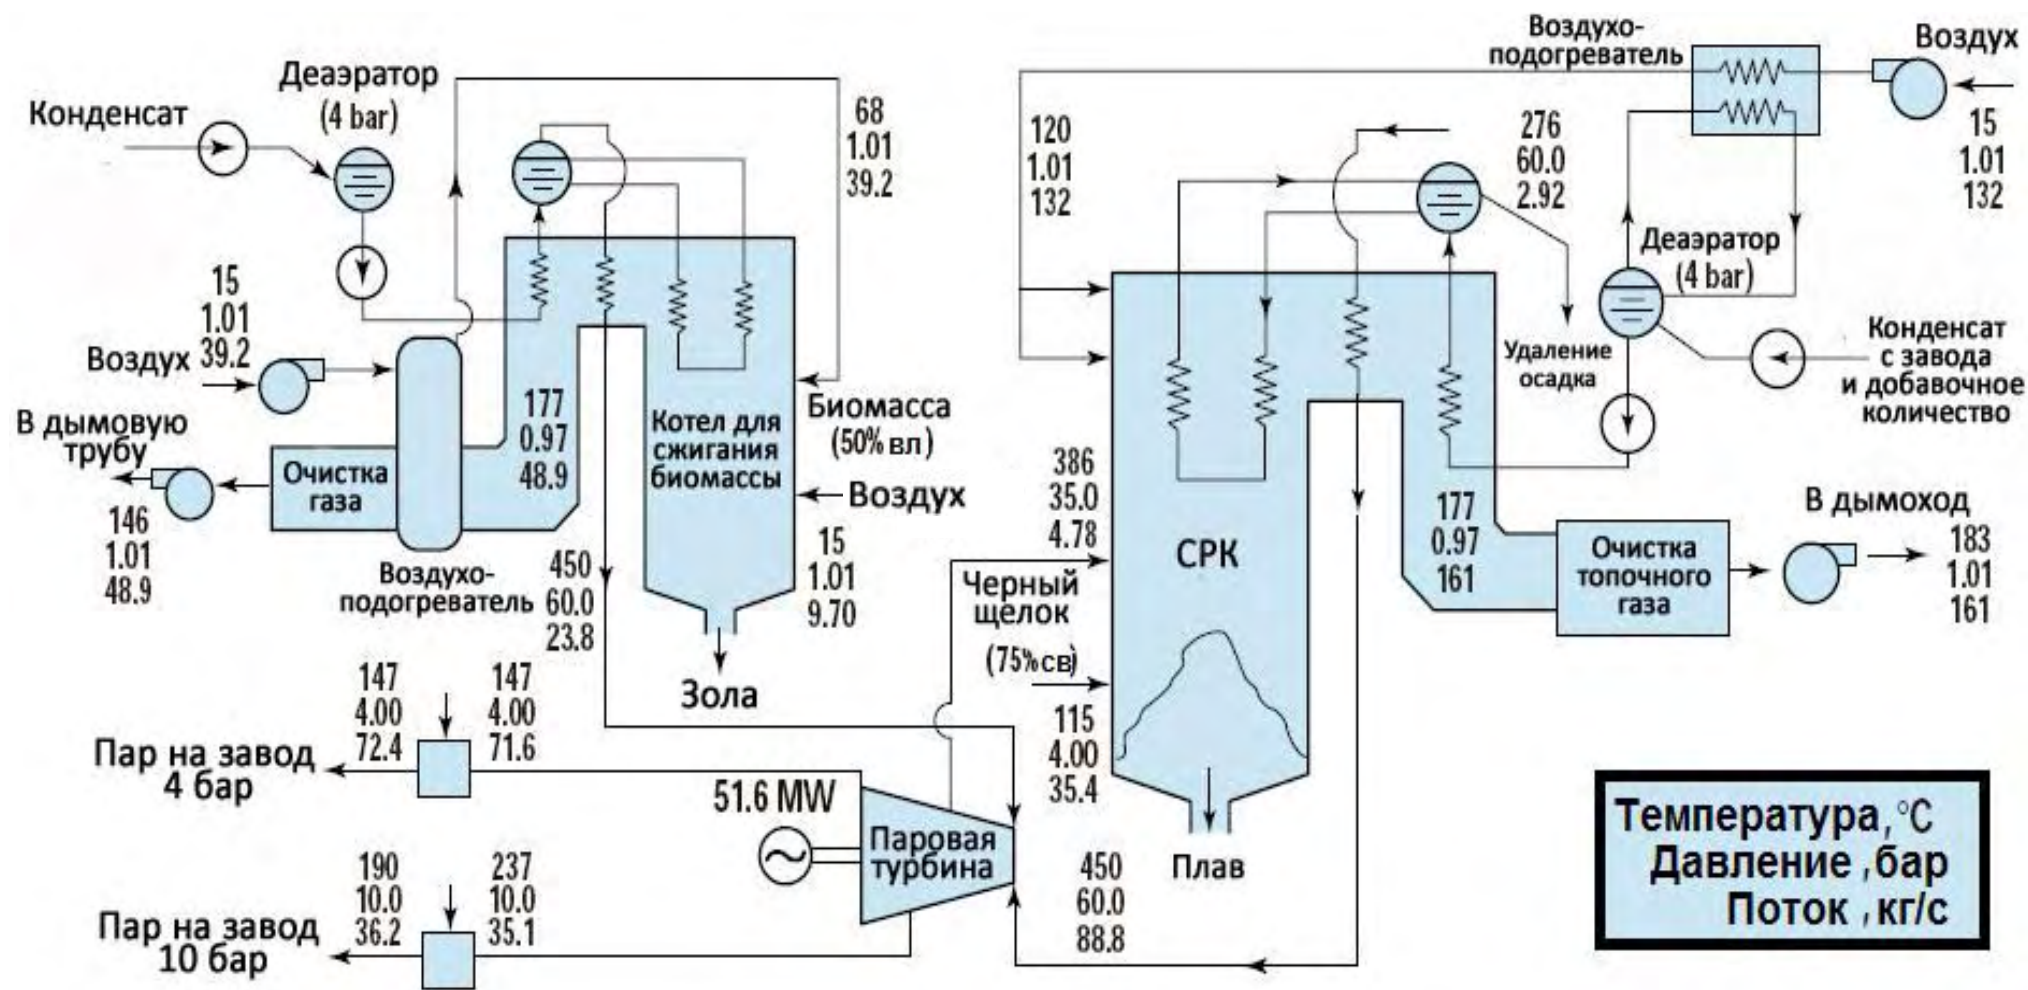 Деаэратор
(4 bar)
Конденсат
68
1.01
39.2
15
1.01
39.2
Воздух
В дымовую
трубу
146
1.01
48.9
Очистка
газа
177
0.97
48.9
Воздухо-
подогреватель
Котел для
сжигания
биомассы
Биомасса
(50% вл)
Воздух
15
1.01
9.70
450
60.0
23.8
Зола
147
4.00
72.4
147
4.00
71.6
Пар на завод
4 бар
190
10.0
36.2
237
10.0
35.1
Пар на завод
10 бар
51.6 MW
Паровая
турбина
Воздухо-
подогреватель
Воздух
15
1.01
132
120
1.01
132
276
60.0
2.92
Деаэратор
(4 bar)
Удаление
осадка
Конденсат
с завода
и добавочное
количество
386
35.0
4.78
СРК
Черный
щелок
(75%св)
115
4.00
35.4
177
0.97
161
Очистка
топочного
газа
В дымоход
183
1.01
161
Плав
450
60.0
88.8
Температура,°C
Давление ,бар
Поток ,кг/с